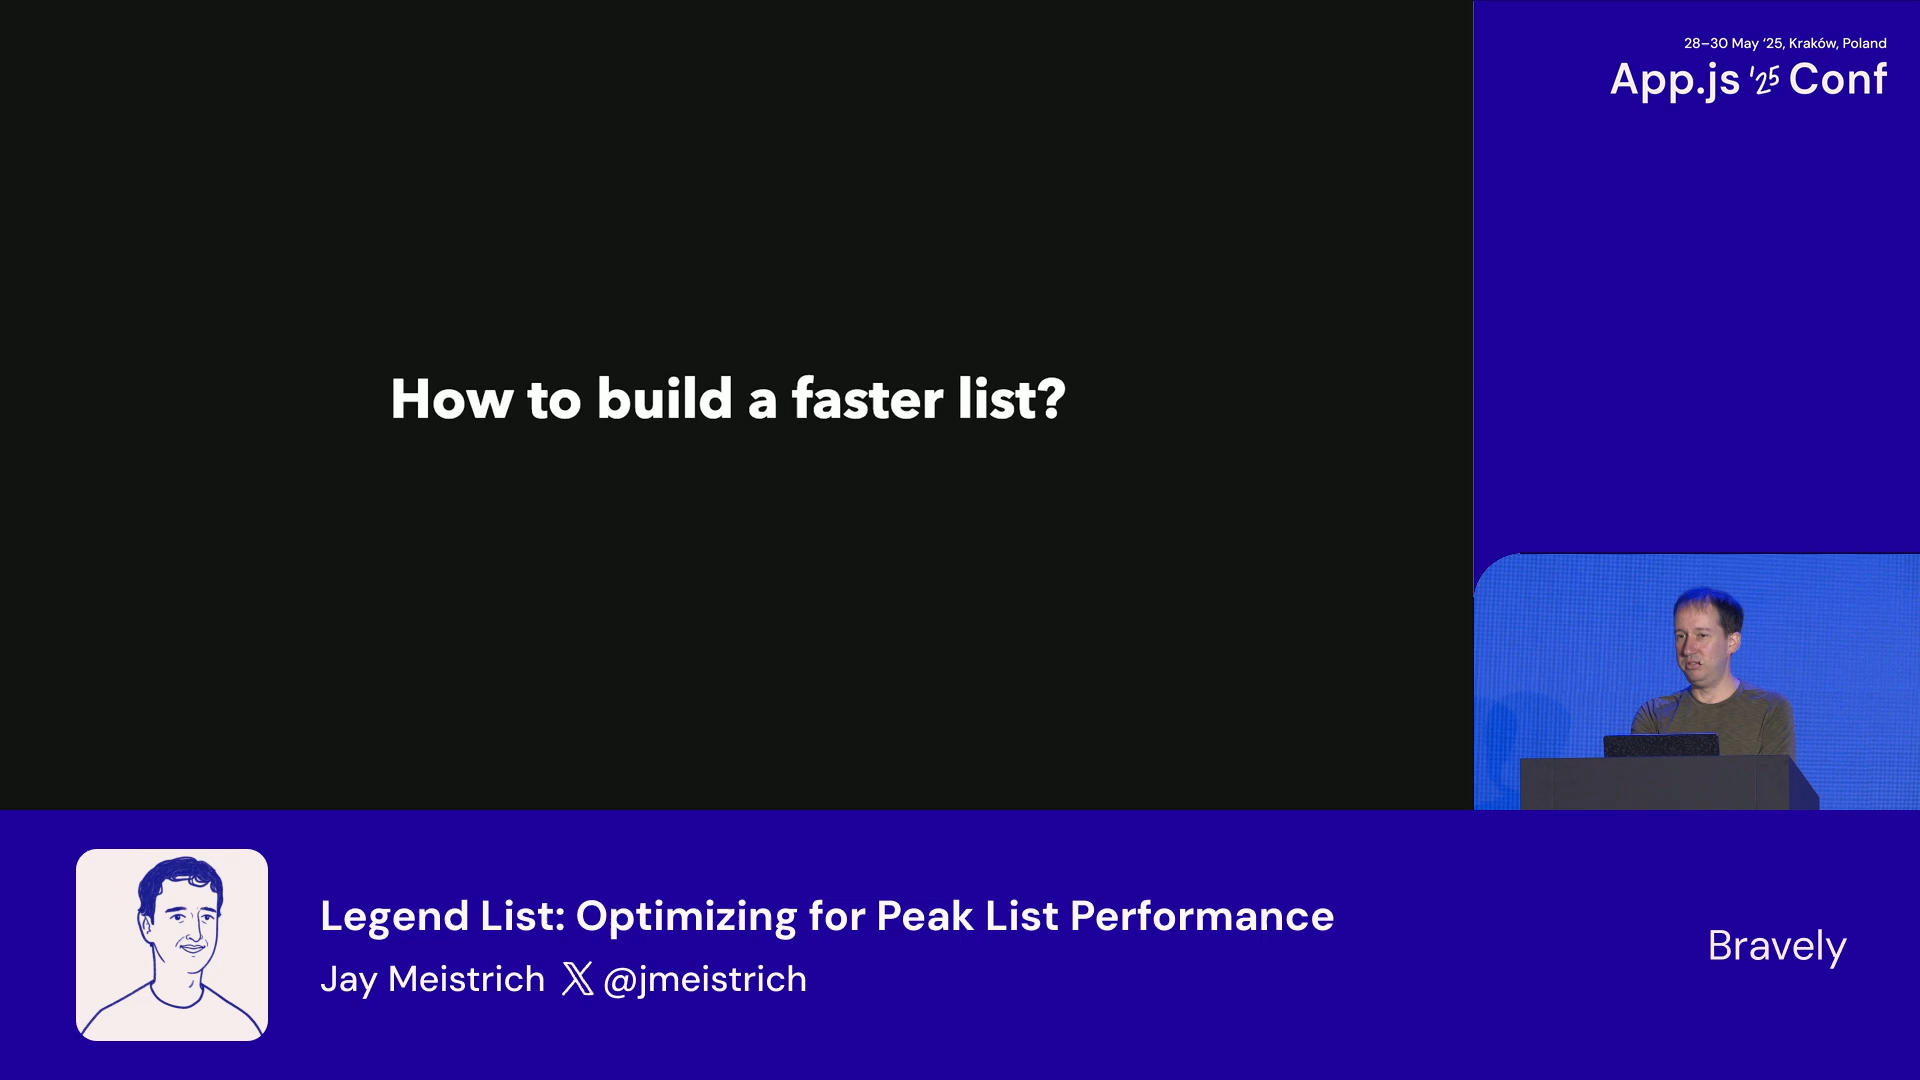 28–30 May '25, Kraków, Poland
App.js '25 Conf
How to build a faster list?
Legend List: Optimizing for Peak List Performance
Jay Meistrich 𝕏 @jmeistrich
Bravely